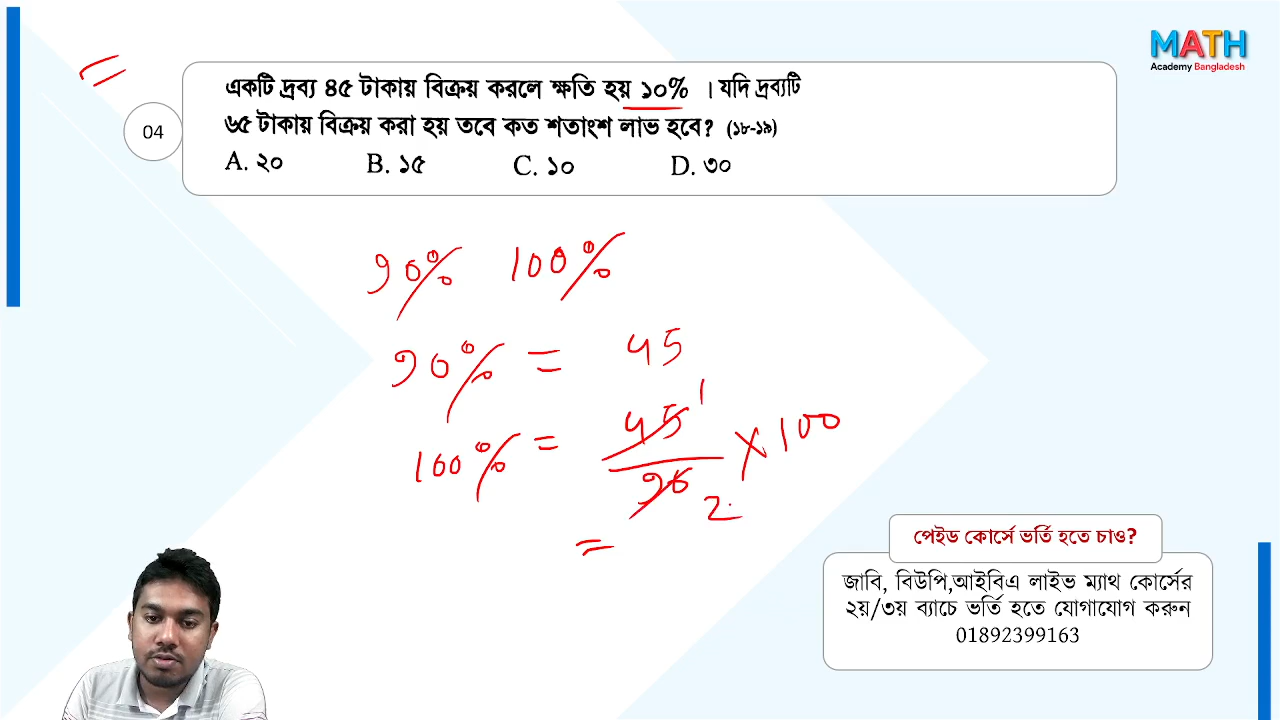 MATH
Academy Bangladesh
একটি দ্রব্য ৪৫ টাকায় বিক্রয় করলে ক্ষতি হয় ১০% । যদি দ্রব্যটি
04
৬৫ টাকায় বিক্রয় করা হয় তবে কত শতাংশ লাভ হবে? (১৮-১৯)
A. ২০ B. ১৫ C. ১০ D. ৩০
90% 100%
90% = 45
100% = 45/90 × 100
1
2
=
পেইড কোর্সে ভর্তি হতে চাও?
জাবি, বিউপি,আইবিএ লাইভ ম্যাথ কোর্সের
২য়/৩য় ব্যাচে ভর্তি হতে যোগাযোগ করুন
01892399163